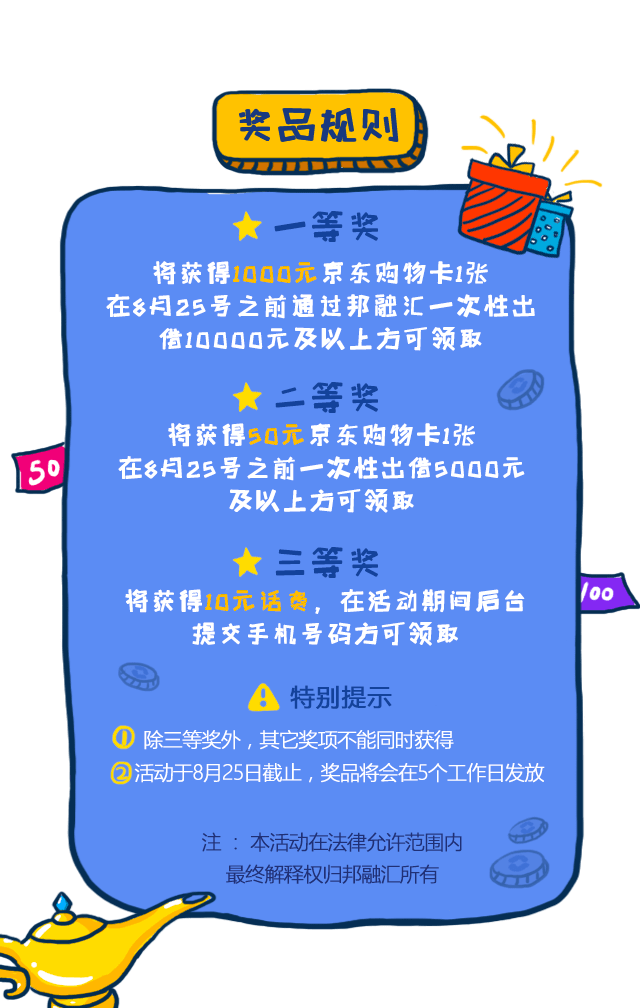 奖品规则
一等奖
将获得1000元京东购物卡1张
在8月25号之前通过邦融汇一次性出
借10000元及以上方可领取
二等奖
将获得50元京东购物卡1张
在8月25号之前一次性出借5000元
及以上方可领取
50
三等奖
100
将获得10元话费，在活动期间后台
提交手机号码方可领取
特别提示
① 除三等奖外，其它奖项不能同时获得
②活动于8月25日截止，奖品将会在5个工作日发放
注 ： 本活动在法律允许范围内
最终解释权归邦融汇所有